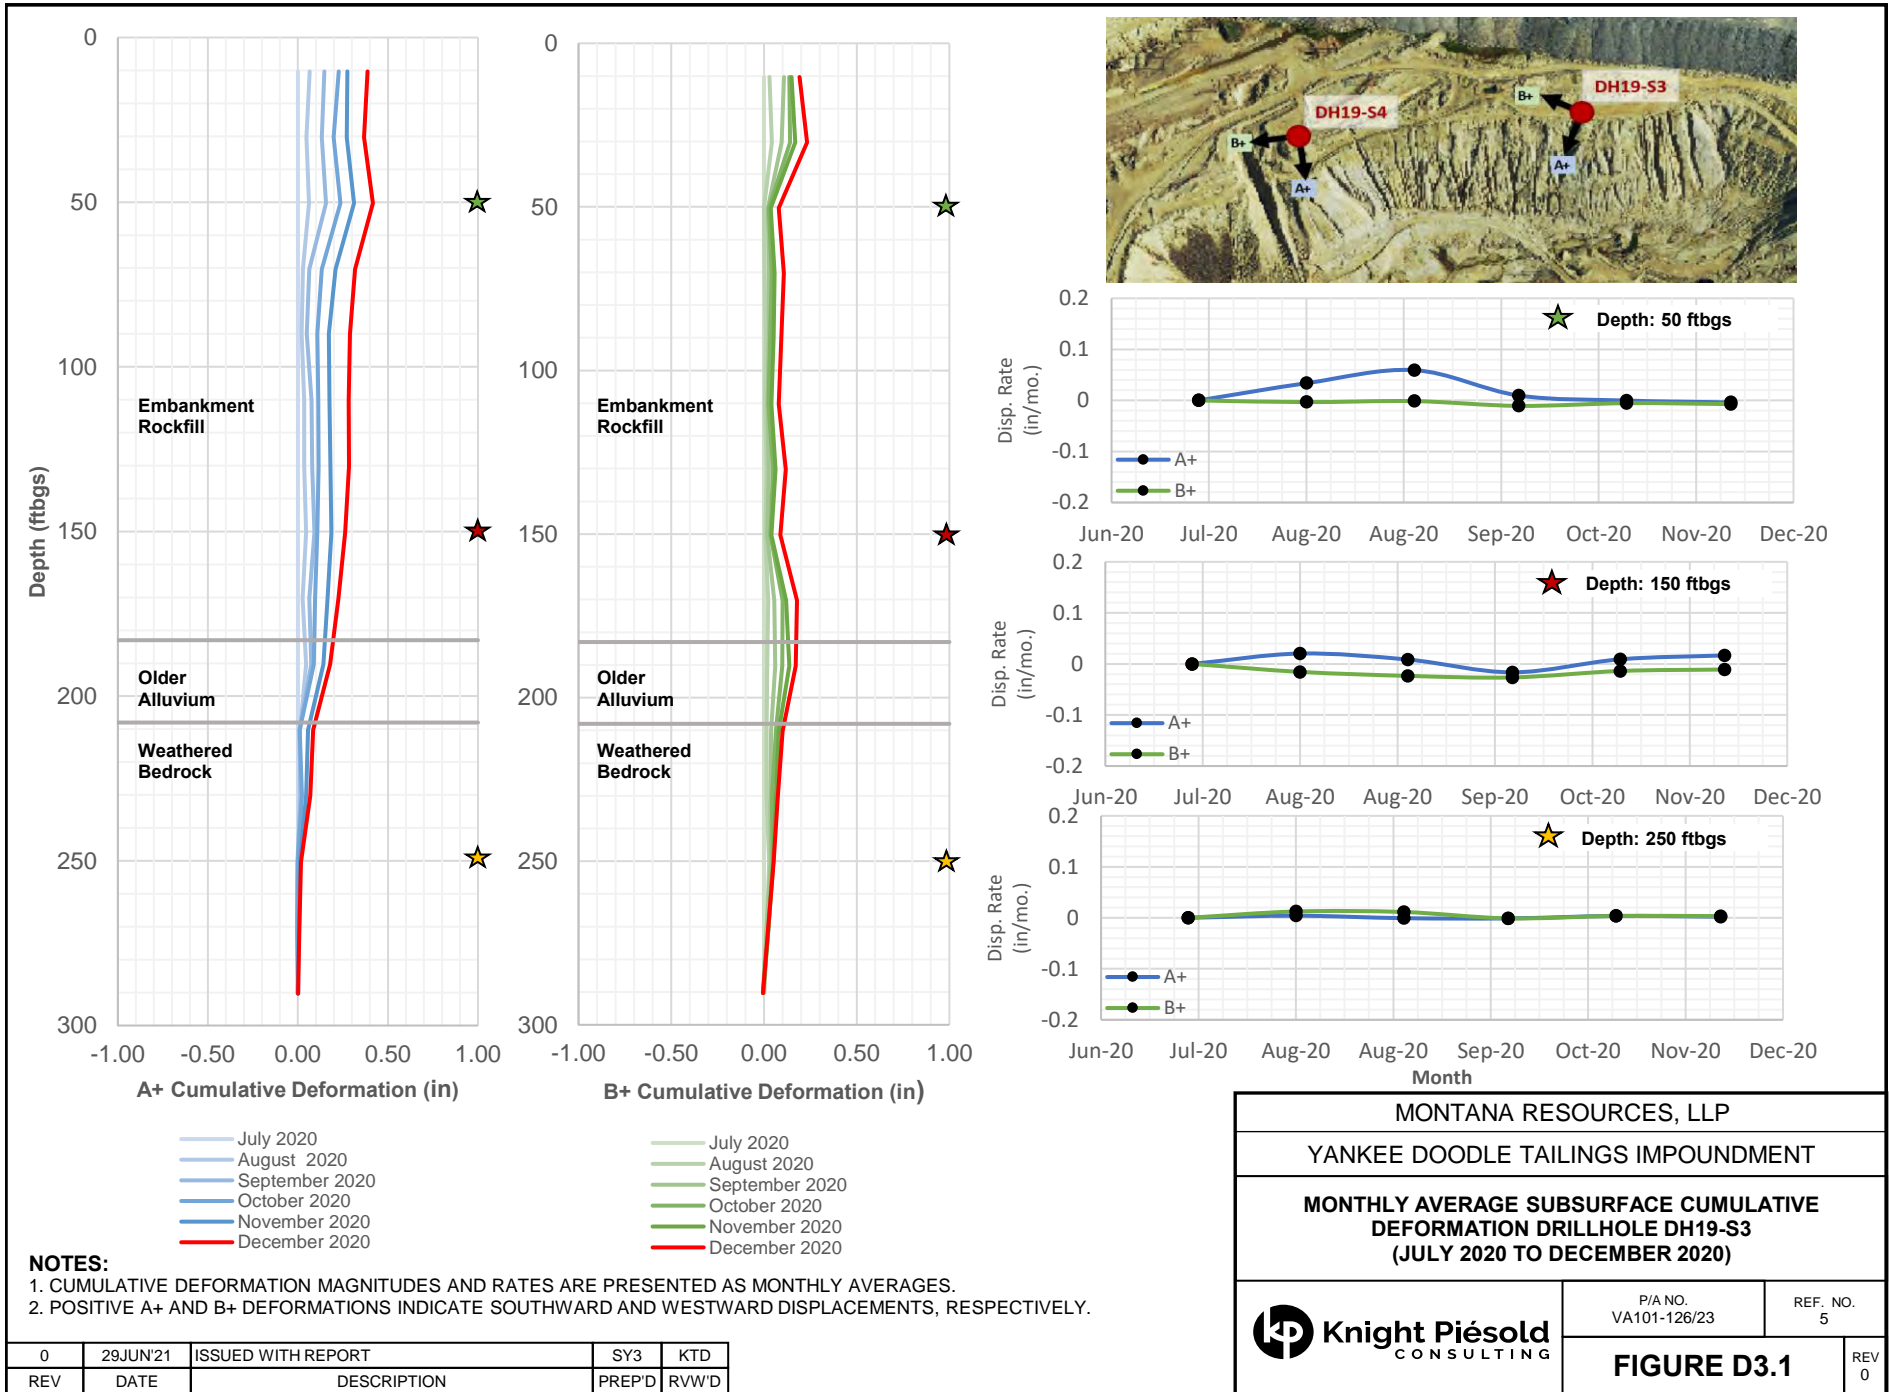 0
50
100
150
200
250
300
Depth (ftbgs)
Embankment
Rockfill
Older
Alluvium
Weathered
Bedrock
-1.00
-0.50
0.00
0.50
1.00
A+ Cumulative Deformation (in)
July 2020
August 2020
September 2020
October 2020
November 2020
December 2020
0
50
100
150
200
250
300
Embankment
Rockfill
Older
Alluvium
Weathered
Bedrock
-1.00
-0.50
0.00
0.50
1.00
B+ Cumulative Deformation (in)
July 2020
August 2020
September 2020
October 2020
November 2020
December 2020
DH19-S3
B+
A+
DH19-S4
B+
A+
0.2
0.1
0
-0.1
-0.2
Disp. Rate
(in/mo.)
Depth: 50 ftbgs
A+
B+
Jun-20
Jul-20
Aug-20
Aug-20
Sep-20
Oct-20
Nov-20
Dec-20
0.2
0.1
0
-0.1
-0.2
Disp. Rate
(in/mo.)
Depth: 150 ftbgs
A+
B+
Jun-20
Jul-20
Aug-20
Aug-20
Sep-20
Oct-20
Nov-20
Dec-20
0.2
0.1
0
-0.1
-0.2
Disp. Rate
(in/mo.)
Depth: 250 ftbgs
A+
B+
Jun-20
Jul-20
Aug-20
Aug-20
Sep-20
Oct-20
Nov-20
Dec-20
Month
NOTES:
1. CUMULATIVE DEFORMATION MAGNITUDES AND RATES ARE PRESENTED AS MONTHLY AVERAGES.
2. POSITIVE A+ AND B+ DEFORMATIONS INDICATE SOUTHWARD AND WESTWARD DISPLACEMENTS, RESPECTIVELY.
0 29JUN'21 ISSUED WITH REPORT SY3 KTD
REV DATE DESCRIPTION PREP'D RVW'D
MONTANA RESOURCES, LLP
YANKEE DOODLE TAILINGS IMPOUNDMENT
MONTHLY AVERAGE SUBSURFACE CUMULATIVE
DEFORMATION DRILLHOLE DH19-S3
(JULY 2020 TO DECEMBER 2020)
kp
Knight Piésold
CONSULTING
P/A NO.
VA101-126/23
REF. NO.
5
FIGURE D3.1
REV
0